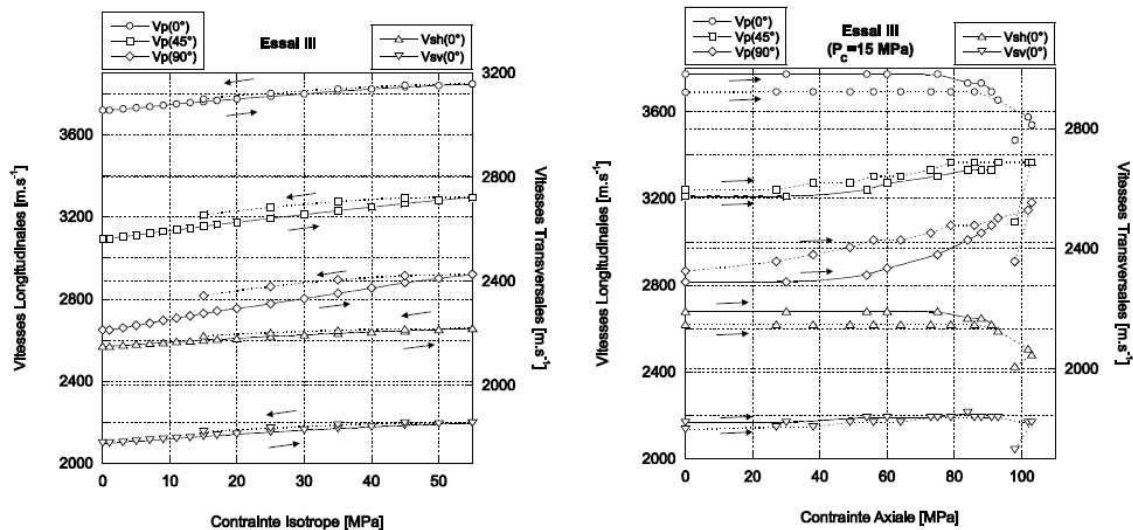 Vp(0°)
Vp(45°)
Vp(90°)
Essai III
Vsh(0°)
Vsv(0°)
Vitesses Longitudinales [m.s⁻¹]
3600
3200
2800
2400
2000
3200
2800
2400
2000
Vitesses Transversales [m.s⁻¹]
0
10
20
30
40
50
Contrainte Isotrope [MPa]
Vp(0°)
Vp(45°)
Vp(90°)
Essai III
(Pc=15 MPa)
Vsh(0°)
Vsv(0°)
Vitesses Longitudinales [m.s⁻¹]
3600
3200
2800
2400
2000
2800
2400
2000
Vitesses Transversales [m.s⁻¹]
0
20
40
60
80
100
Contrainte Axiale [MPa]